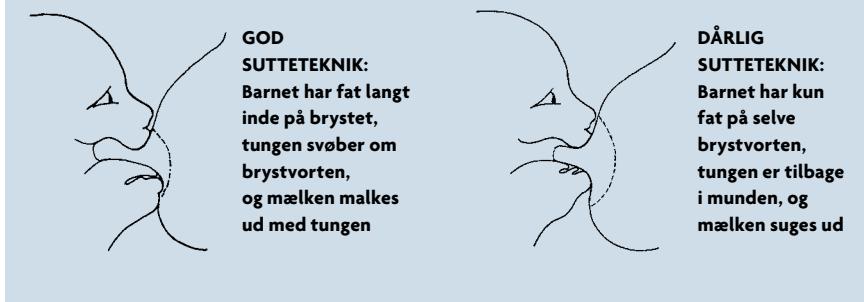 GOD
SUTTETEKNIK:
Barnet har fat langt
inde på brystet,
tungen svøber om
brystvorten,
og mælken malkes
ud med tungen
DÅRLIG
SUTTETEKNIK:
Barnet har kun
fat på selve
brystvorten,
tungen er tilbage
i munden, og
mælken suges ud